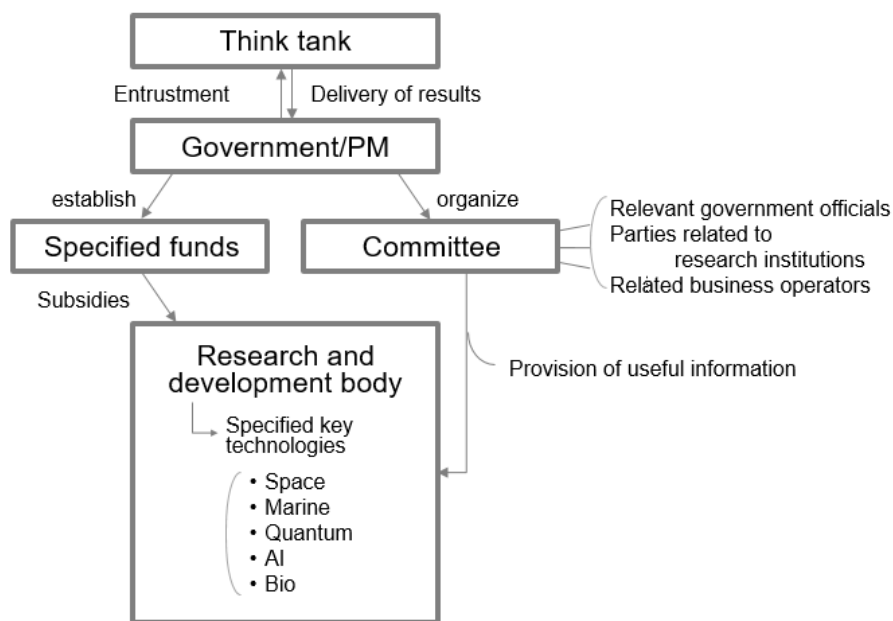 Think tank
Entrustment
Delivery of results
Government/PM
establish
organize
Specified funds
Committee
Relevant government officials
Parties related to
research institutions
Related business operators
Subsidies
Research and
development body
Provision of useful information
Specified key
technologies
• Space
• Marine
• Quantum
• AI
• Bio